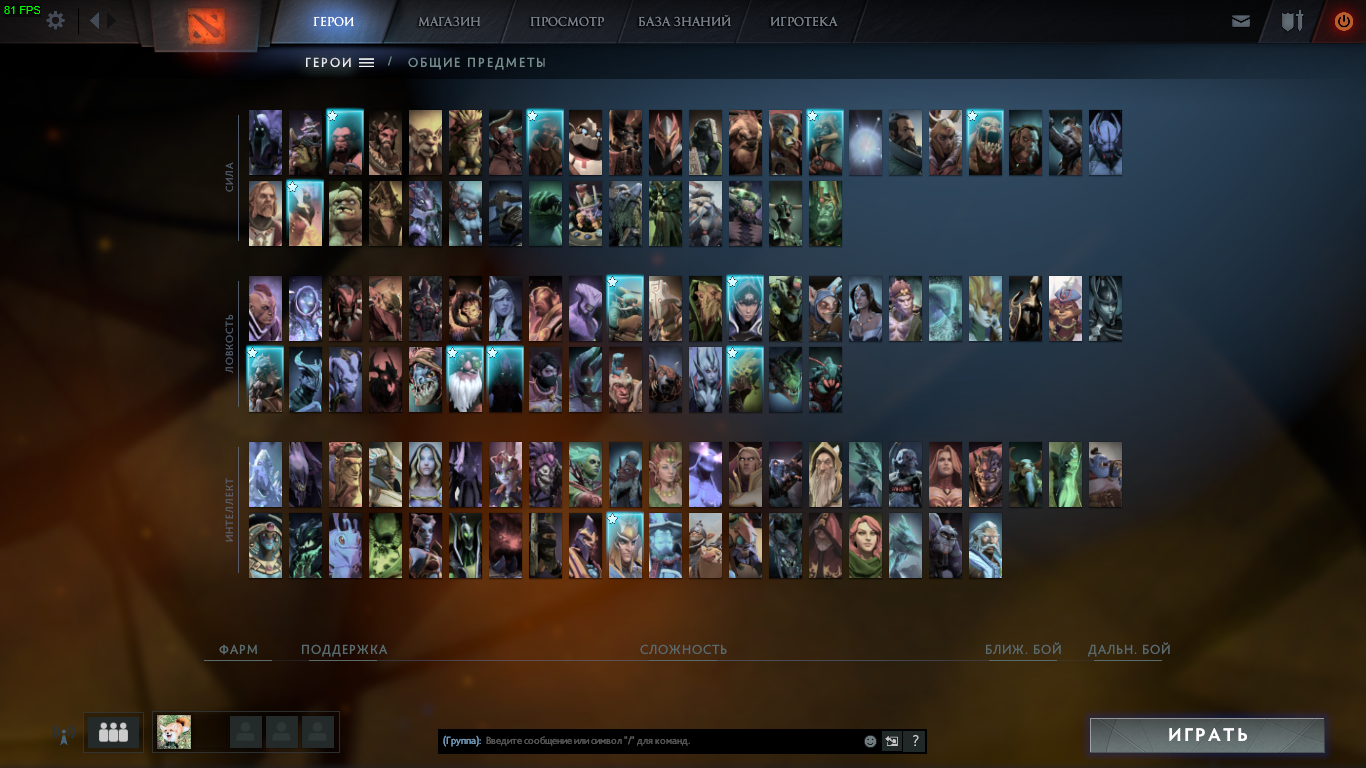 81 FPS
ГЕРОИ МАГАЗИН ПРОСМОТР БАЗА ЗНАНИЙ ИГРОТЕКА
ГЕРОИ / ОБЩИЕ ПРЕДМЕТЫ
СИЛА
ЛОВКОСТЬ
ИНТЕЛЛЕКТ
ФАРМ ПОДДЕРЖКА СЛОЖНОСТЬ БЛИЖ. БОЙ ДАЛЬН. БОЙ
(Группа): Введите сообщение или символ "/" для команд. ?
ИГРАТЬ